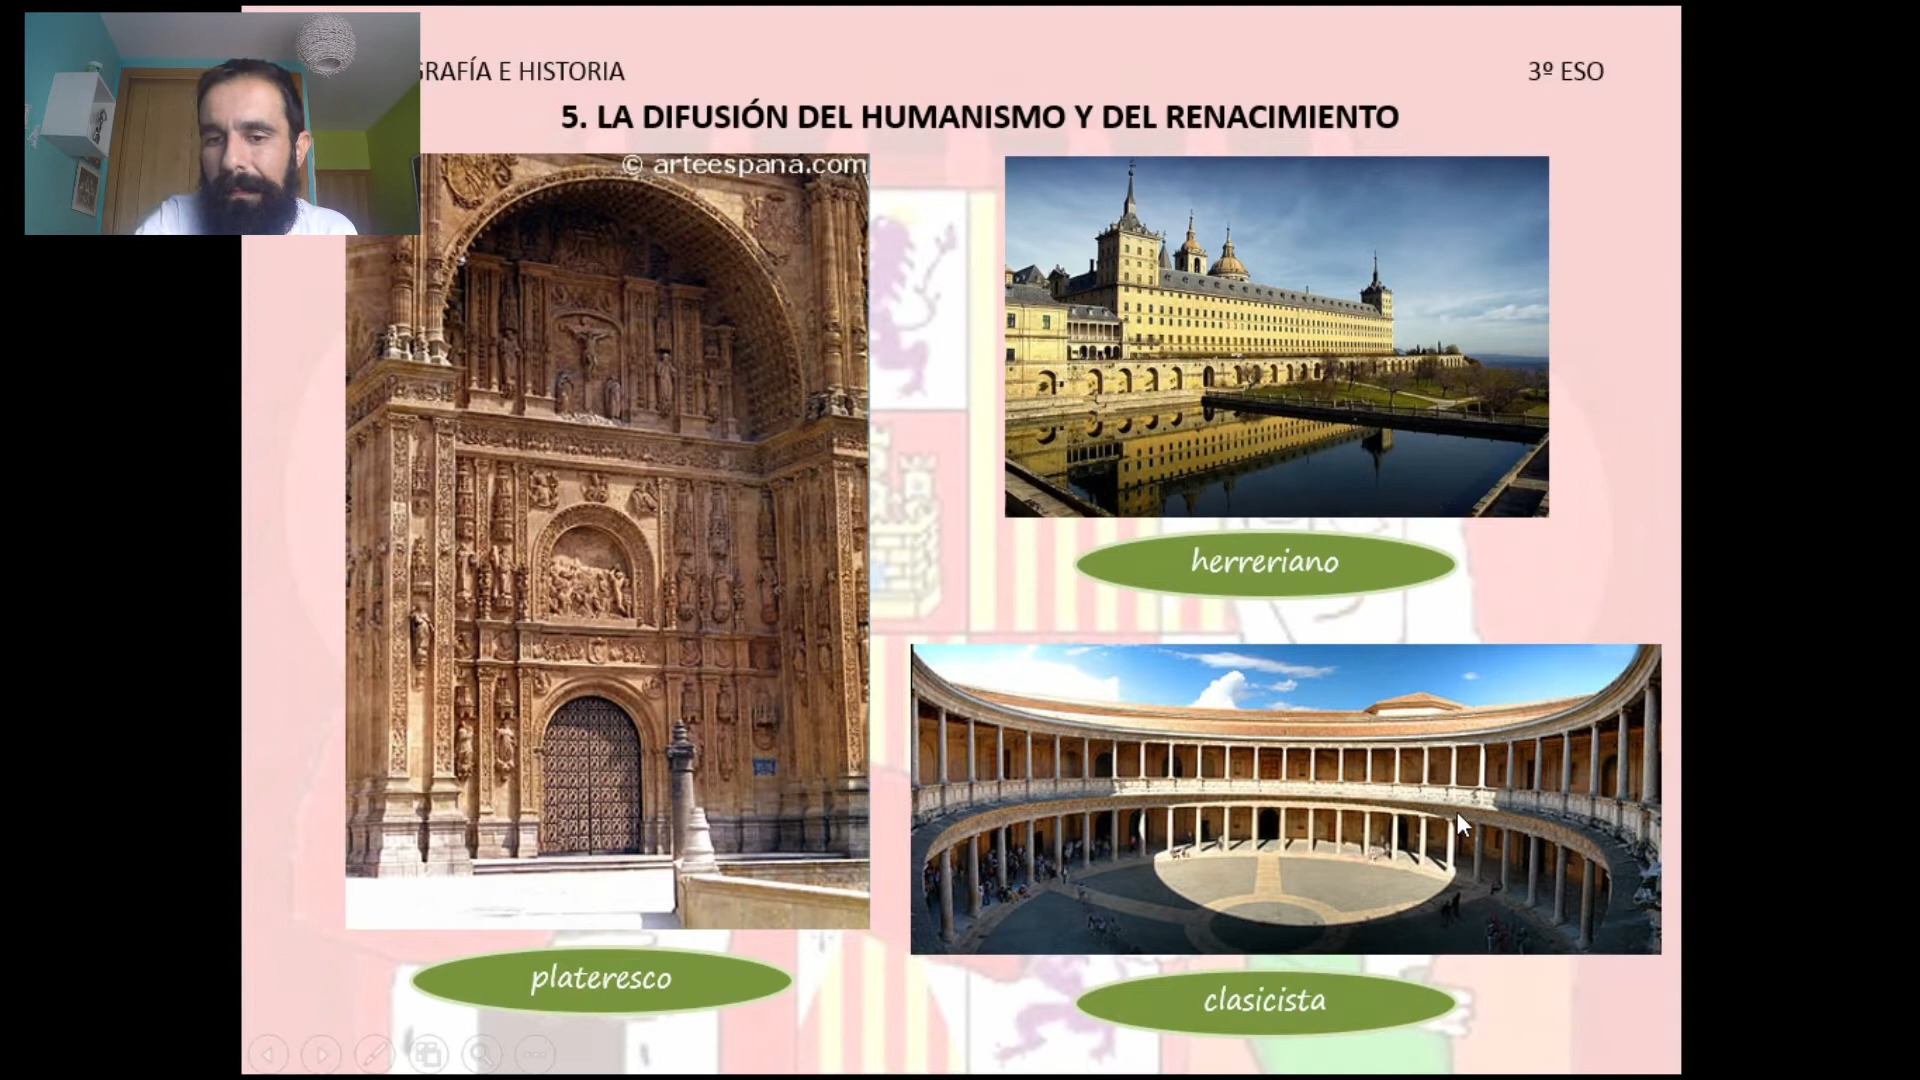 GRAFÍA E HISTORIA
3º ESO
5. LA DIFUSIÓN DEL HUMANISMO Y DEL RENACIMIENTO
© arteespana.com
herreriano
plateresco
clasicista